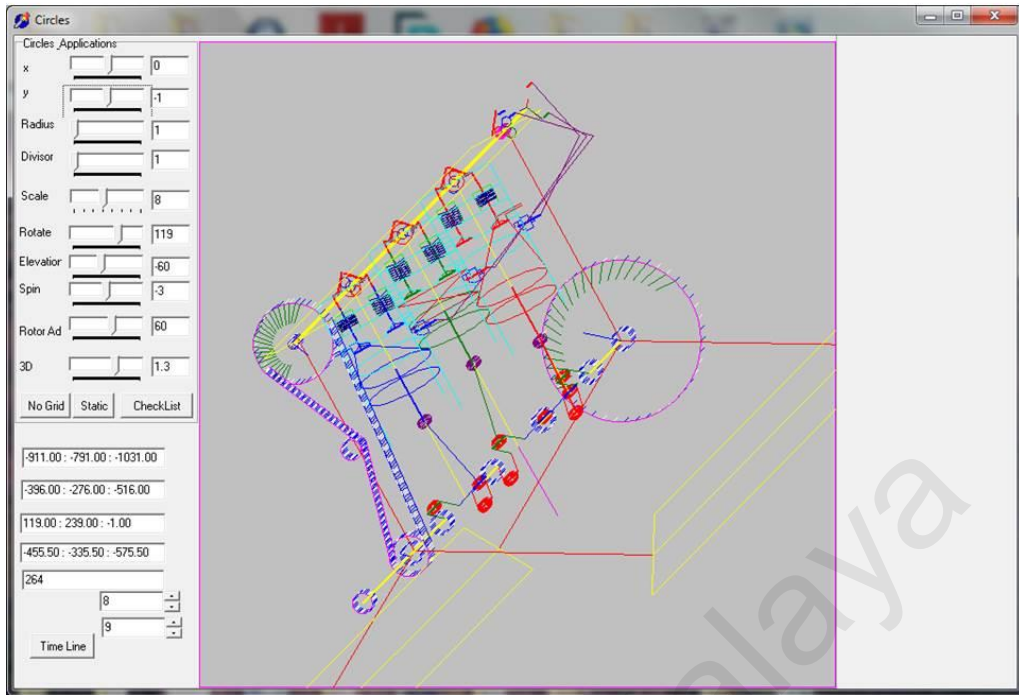 Circles
Circles_Applications
x 0
y -1
Radius 1
Divisor 1
Scale 8
Rotate 119
Elevation -60
Spin -3
Rotor Ad 60
3D 1.3
No Grid Static CheckList
-911.00 : -791.00 : -1031.00
-396.00 : -276.00 : -516.00
119.00 : 239.00 : -1.00
-455.50 : -335.50 : -575.50
264
8
9
Time Line
alaya